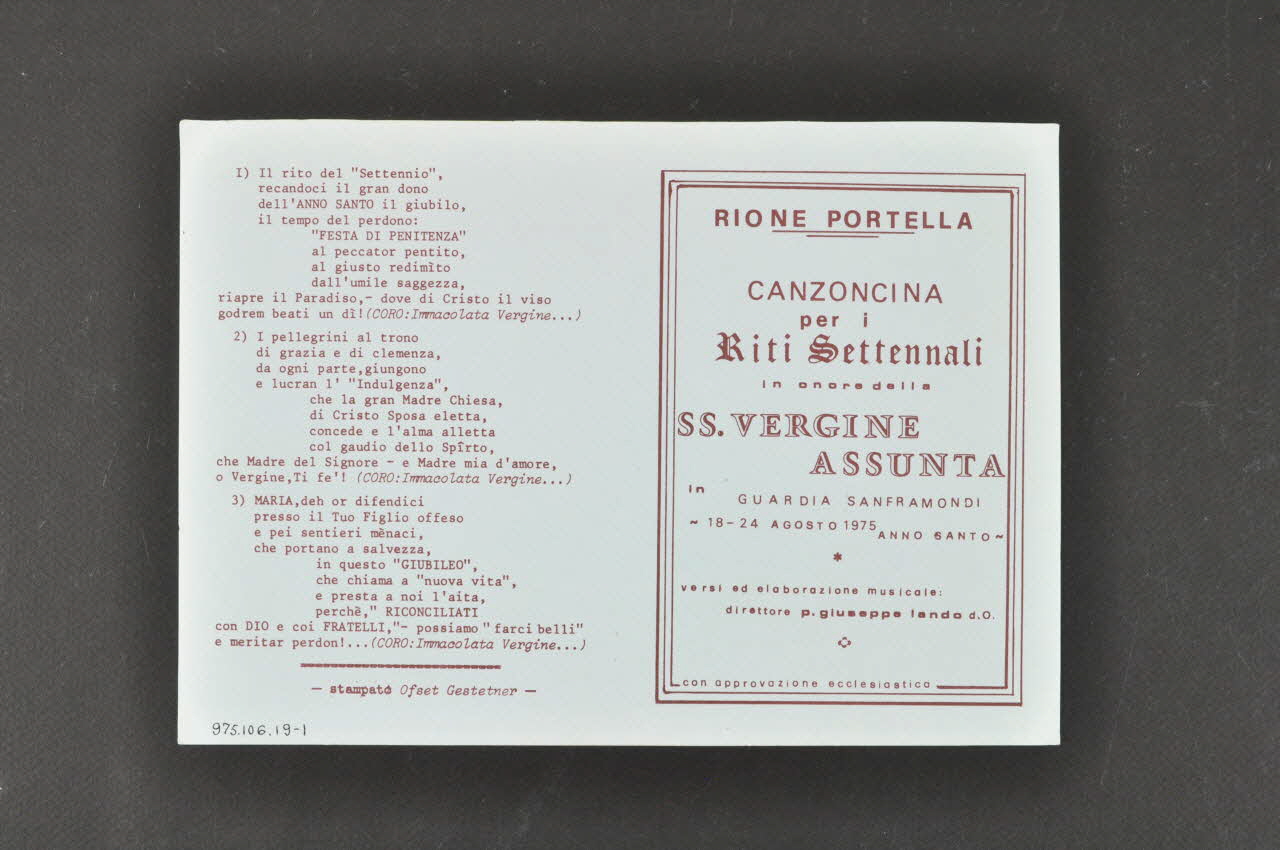 I) Il rito del "Settennio",
recandoci il gran dono
dell'ANNO SANTO il giubilo,
il tempo del perdono:
"FESTA DI PENITENZA"
al peccator pentito,
al giusto redimìto
dall'umile saggezza,
riapre il Paradiso,- dove di Cristo il viso
godrem beati un dì!(CORO:Immacolata Vergine...)
2) I pellegrini al trono
di grazia e di clemenza,
da ogni parte,giungono
e lucran l' "Indulgenza",
che la gran Madre Chiesa,
di Cristo Sposa eletta,
concede e l'alma alletta
col gaudio dello Spîrto,
che Madre del Signore - e Madre mia d'amore,
o Vergine,Ti fe'! (CORO:Immacolata Vergine...)
3) MARIA,deh or difendici
presso il Tuo Figlio offeso
e pei sentieri mènaci,
che portano a salvezza,
in questo "GIUBILEO",
che chiama a "nuova vita",
e presta a noi l'aita,
perchè," RICONCILIATI
con DIO e coi FRATELLI,"- possiamo "farci belli"
e meritar perdon!...(CORO:Immacolata Vergine...)
— stampató Ofset Gestetner —
975.106.19-1
RIONE PORTELLA
CANZONCINA
per i
Riti Settennali
in onore della
SS. VERGINE
ASSUNTA
in
GUARDIA SANFRAMONDI
~ 18-24 AGOSTO 1975
ANNO SANTO ~
*
versi ed elaborazione musicale:
direttore p.giuseppe lando d.O.
con approvazione ecclesiastica